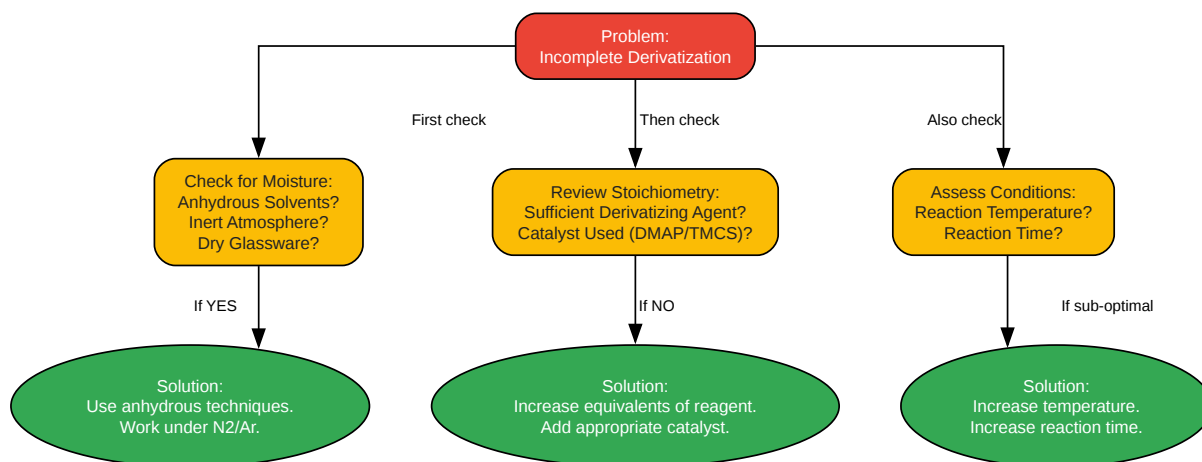 Problem:
Incomplete Derivatization
First check
Then check
Also check
Check for Moisture:
Anhydrous Solvents?
Inert Atmosphere?
Dry Glassware?
Review Stoichiometry:
Sufficient Derivatizing Agent?
Catalyst Used (DMAP/TMCS)?
Assess Conditions:
Reaction Temperature?
Reaction Time?
If YES
If NO
If sub-optimal
Solution:
Use anhydrous techniques.
Work under N2/Ar.
Solution:
Increase equivalents of reagent.
Add appropriate catalyst.
Solution:
Increase temperature.
Increase reaction time.